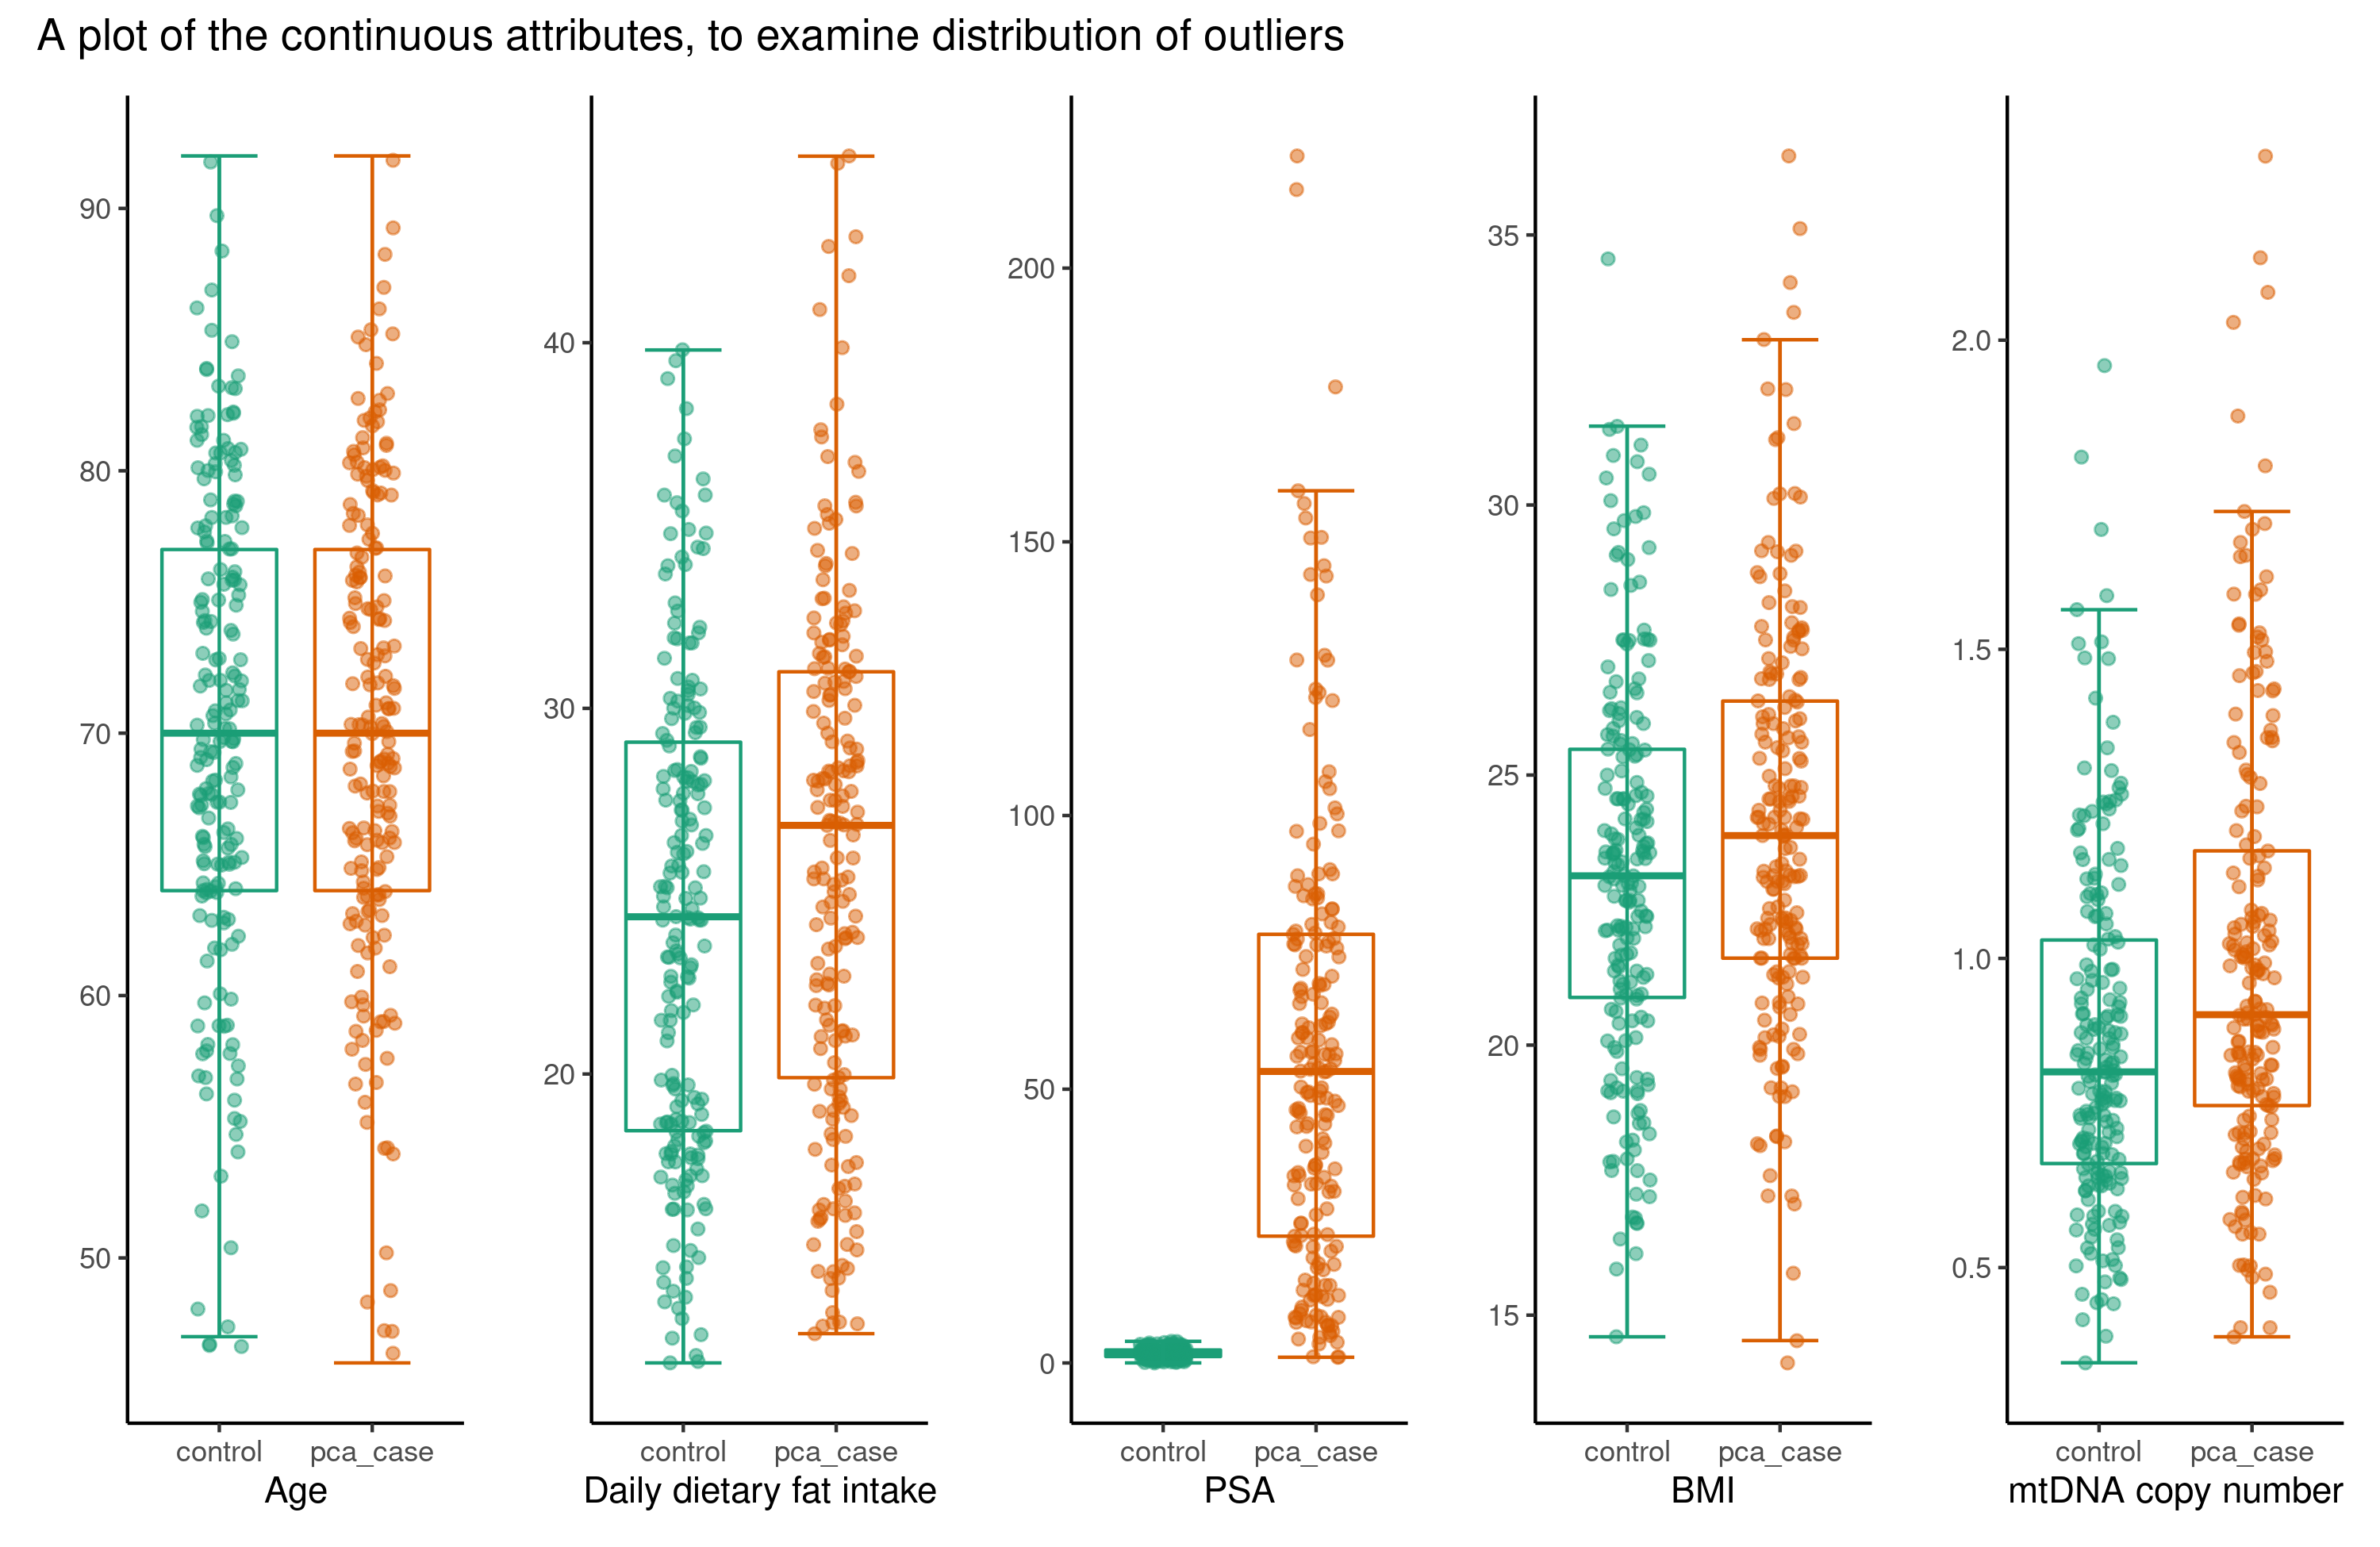 A plot of the continuous attributes, to examine distribution of outliers
90
80
70
60
50
control pca_case
Age
40
30
20
control pca_case
Daily dietary fat intake
200
150
100
50
0
control pca_case
PSA
35
30
25
20
15
control pca_case
BMI
2.0
1.5
1.0
0.5
control pca_case
mtDNA copy number